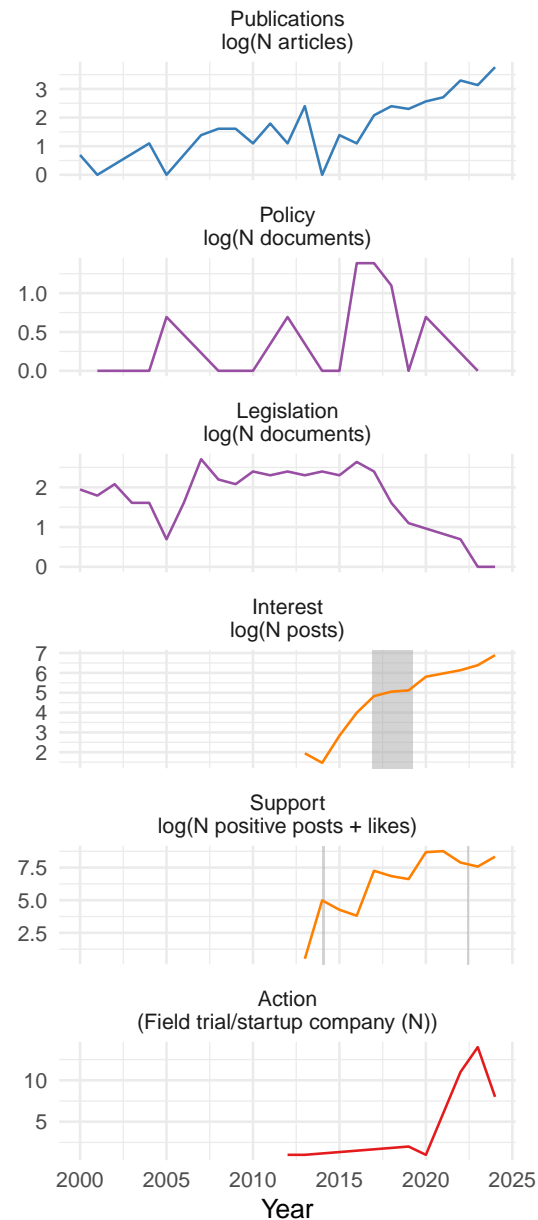 Publications
log(N articles)
3
2
1
0
Policy
log(N documents)
1.0
0.5
0.0
Legislation
log(N documents)
2
1
0
Interest
log(N posts)
7
6
5
4
3
2
Support
log(N positive posts + likes)
7.5
5.0
2.5
Action
(Field trial/startup company (N))
10
5
2000 2005 2010 2015 2020 2025
Year